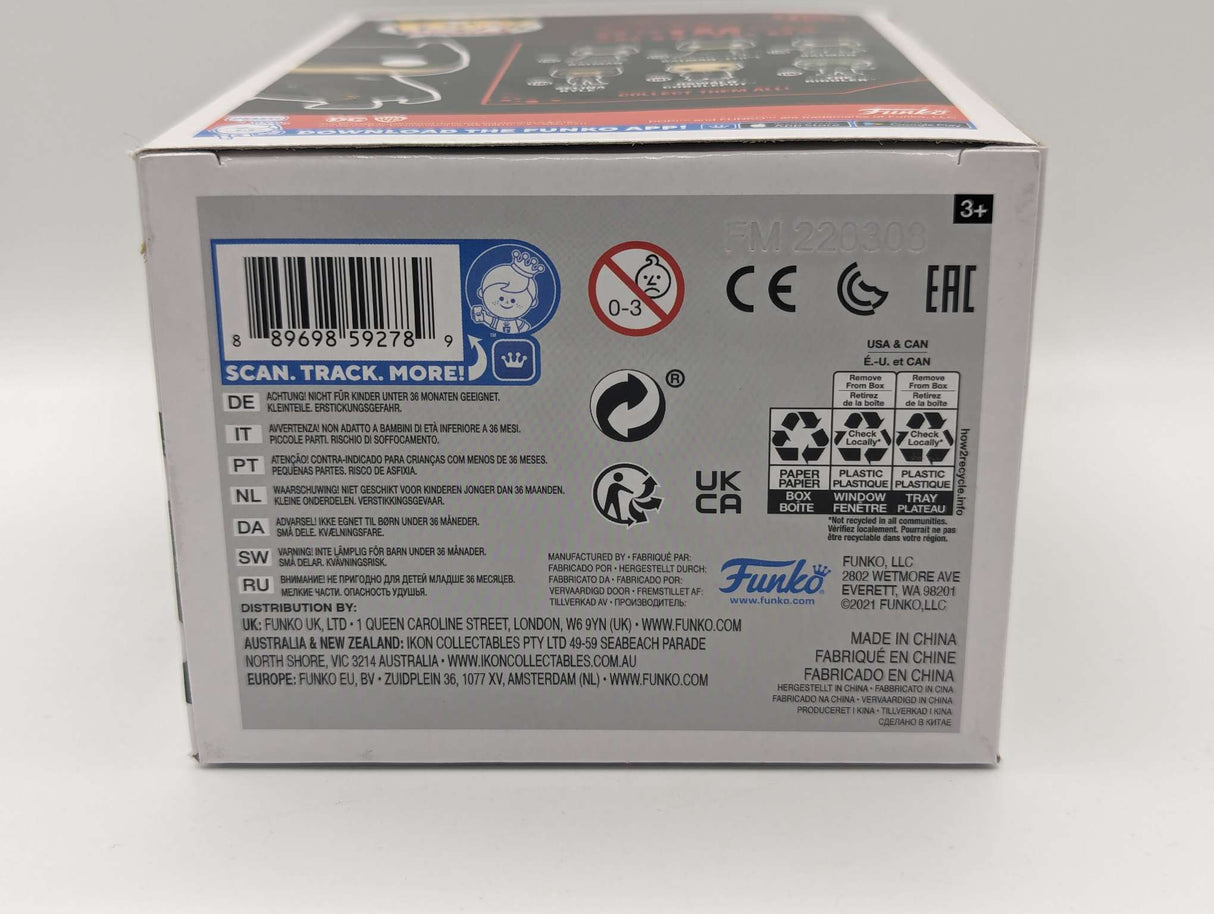 COLLECT THEM ALL!
DC
Funko
DOWNLOAD THE FUNKO APP!
3+
FM 220303
8 89698 59278 9
SCAN. TRACK. MORE!
™
0-3
CE
EAC
®
UK
CA
USA & CAN
É.-U. et CAN
Remove From Box
Retirez de la boîte
Remove From Box
Retirez de la boîte
Check Locally*
Check Locally*
PAPER
PAPIER
BOX
BOÎTE
PLASTIC
PLASTIQUE
WINDOW
FENÊTRE
PLASTIC
PLASTIQUE
TRAY
PLATEAU
how2recycle.info
*Not recycled in all communities.
Vérifiez localement. Pourrait ne pas
être recyclable dans votre région.
DE ACHTUNG! NICHT FÜR KINDER UNTER 36 MONATEN GEEIGNET.
KLEINTEILE. ERSTICKUNGSGEFAHR.
IT AVVERTENZA! NON ADATTO A BAMBINI DI ETÀ INFERIORE A 36 MESI.
PICCOLE PARTI. RISCHIO DI SOFFOCAMENTO.
PT ATENÇÃO! CONTRA-INDICADO PARA CRIANÇAS COM MENOS DE 36 MESES.
PEQUENAS PARTES. RISCO DE ASFIXIA.
NL WAARSCHUWING! NIET GESCHIKT VOOR KINDEREN JONGER DAN 36 MAANDEN.
KLEINE ONDERDELEN. VERSTIKKINGSGEVAAR.
DA ADVARSEL! IKKE EGNET TIL BØRN UNDER 36 MÅNEDER.
SMÅ DELE. KVÆLNINGSFARE.
SW VARNING! INTE LÄMPLIG FÖR BARN UNDER 36 MÅNADER.
SMÅ DELAR. KVÄVNINGSRISK.
RU ВНИМАНИЕ! НЕ ПРИГОДНО ДЛЯ ДЕТЕЙ МЛАДШЕ 36 МЕСЯЦЕВ.
МЕЛКИЕ ЧАСТИ. ОПАСНОСТЬ УДУШЬЯ.
MANUFACTURED BY • FABRIQUÉ PAR:
FABRICADO POR • HERGESTELLT DURCH:
FABBRICATO DA • FABRICADO POR:
VERVAARDIGD DOOR • FREMSTILLET AF:
TILLVERKAD AV • ПРОИЗВОДИТЕЛЬ:
Funko®
www.funko.com
FUNKO, LLC
2802 WETMORE AVE
EVERETT, WA 98201
©2021 FUNKO,LLC
DISTRIBUTION BY:
UK: FUNKO UK, LTD • 1 QUEEN CAROLINE STREET, LONDON, W6 9YN (UK) • WWW.FUNKO.COM
AUSTRALIA & NEW ZEALAND: IKON COLLECTABLES PTY LTD 49-59 SEABEACH PARADE
NORTH SHORE, VIC 3214 AUSTRALIA • WWW.IKONCOLLECTABLES.COM.AU
EUROPE: FUNKO EU, BV • ZUIDPLEIN 36, 1077 XV, AMSTERDAM (NL) • WWW.FUNKO.COM
MADE IN CHINA
FABRIQUÉ EN CHINE
FABRICADO EN CHINA
HERGESTELLT IN CHINA • FABBRICATO IN CINA
FABRICADO NA CHINA • VERVAARDIGD IN CHINA
PRODUCERET I KINA • TILLVERKAD I KINA
СДЕЛАНО В КИТАЕ